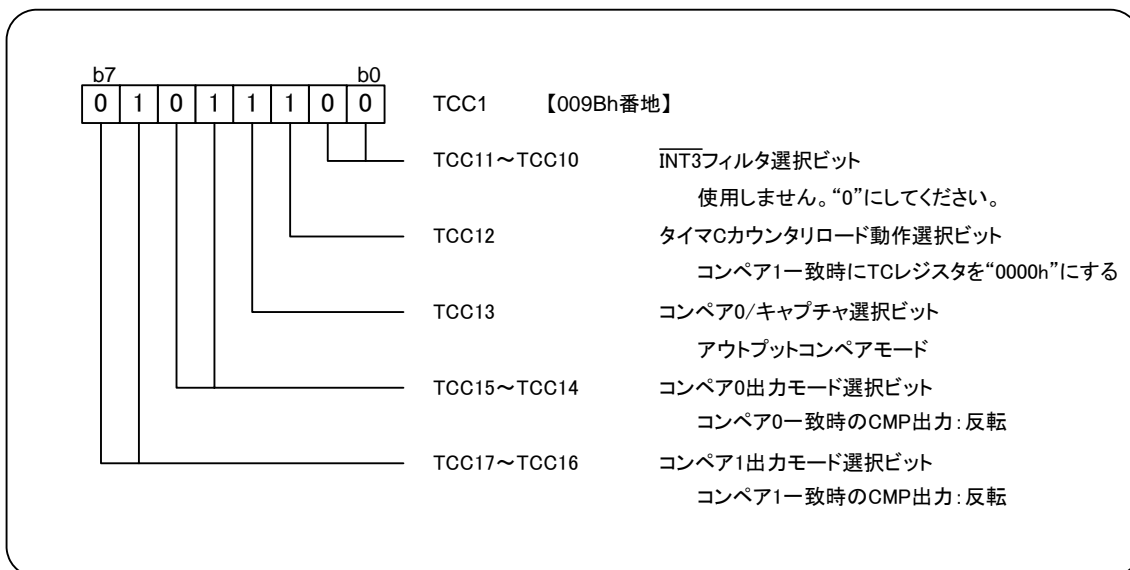 b7 b0
0 1 0 1 1 1 0 0 TCC1 【009Bh番地】
TCC11～TCC10 INT3フィルタ選択ビット
使用しません。“0”にしてください。
TCC12 タイマCカウンタリロード動作選択ビット
コンペア1一致時にTCレジスタを“0000h”にする
TCC13 コンペア0/キャプチャ選択ビット
アウトプットコンペアモード
TCC15～TCC14 コンペア0出力モード選択ビット
コンペア0一致時のCMP出力：反転
TCC17～TCC16 コンペア1出力モード選択ビット
コンペア1一致時のCMP出力：反転